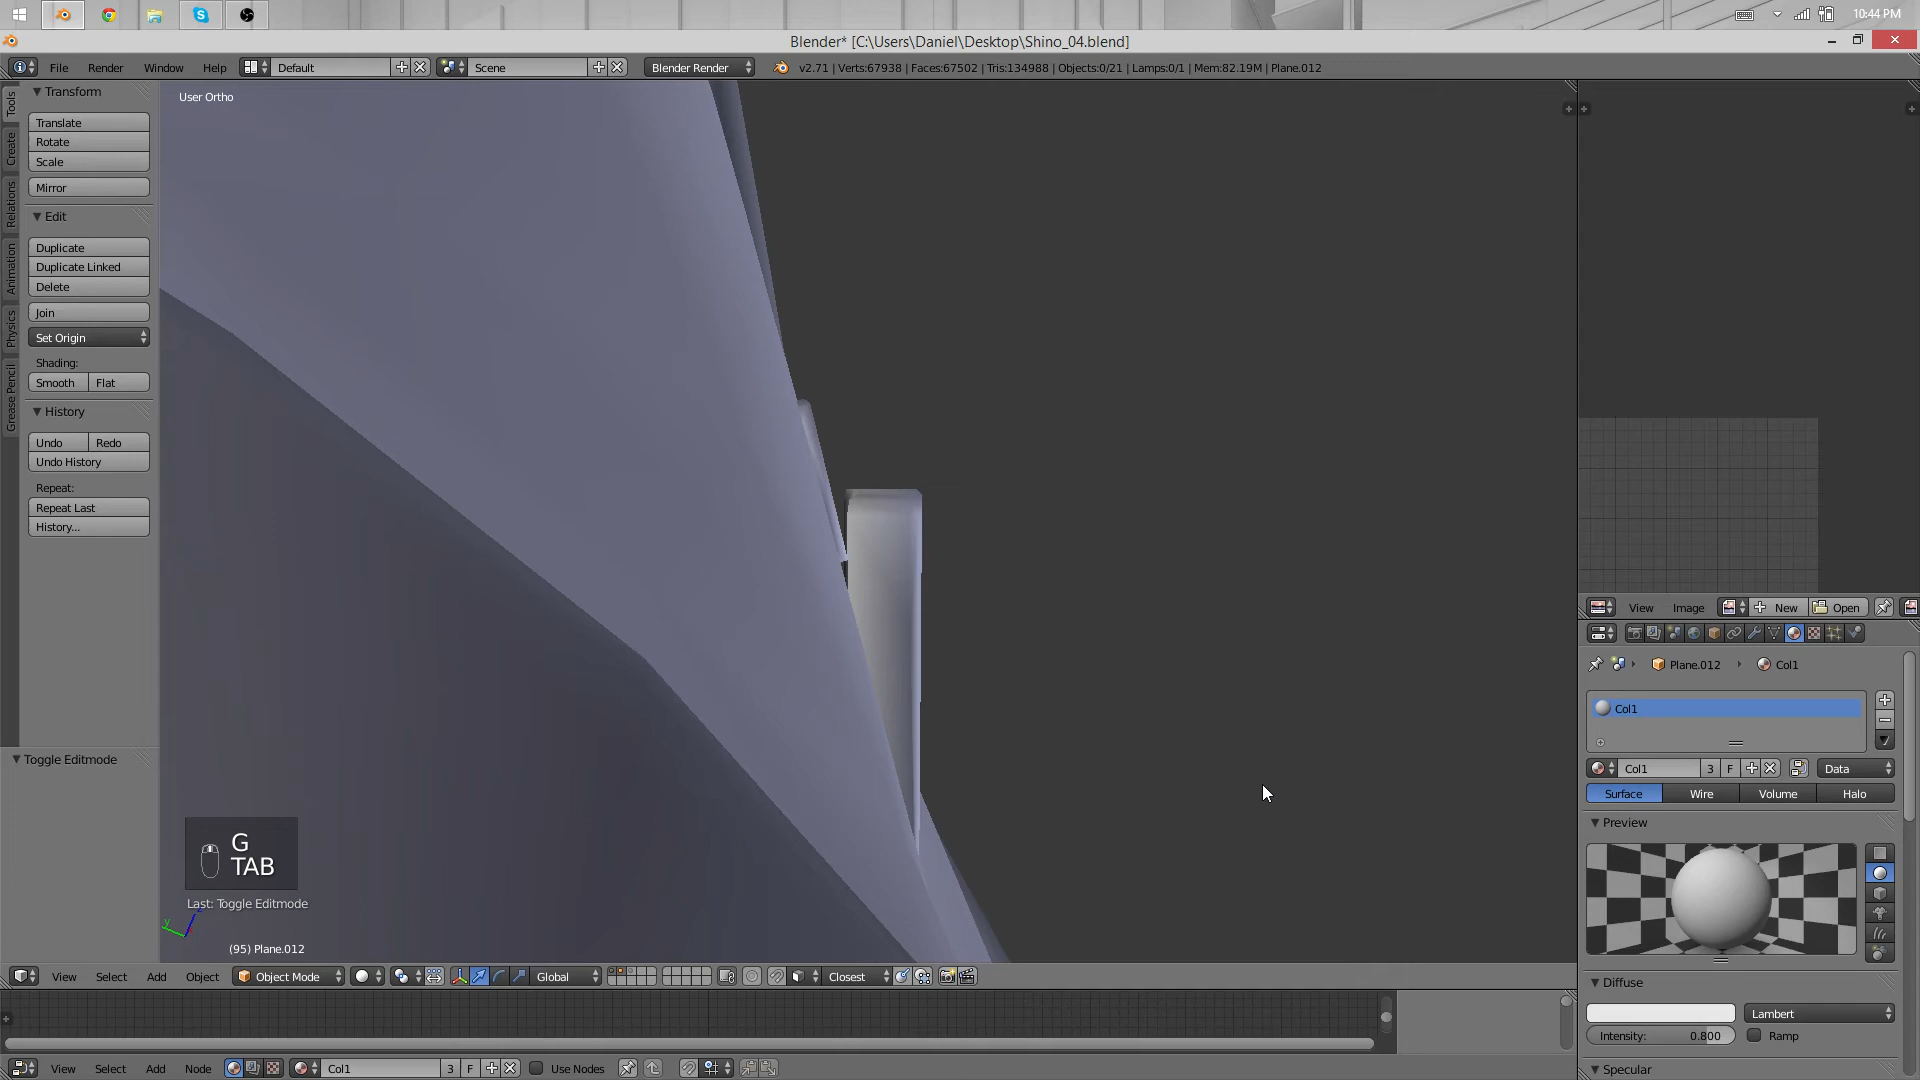 10:44 PM
Blender* [C:\Users\Daniel\Desktop\Shino_04.blend]
File Render Window Help Default Scene Blender Render v2.71 | Verts:67938 | Faces:67502 | Tris:134988 | Objects:0/21 | Lamps:0/1 | Mem:82.19M | Plane.012
Tools
Create
Relations
Animation
Physics
Grease Pencil
Transform
Translate
Rotate
Scale
Mirror
Edit
Duplicate
Duplicate Linked
Delete
Join
Set Origin
Shading:
Smooth Flat
History
Undo Redo
Undo History
Repeat:
Repeat Last
History...
Toggle Editmode
User Ortho
G
TAB
Last: Toggle Editmode
(95) Plane.012
View Select Add Object Object Mode Global Closest
View Select Add Node Col1 3 F Use Nodes
View Image New Open
Plane.012 Col1
Col1
Col1 3 F Data
Surface Wire Volume Halo
Preview
Diffuse
Lambert
Intensity: 0.800 Ramp
Specular